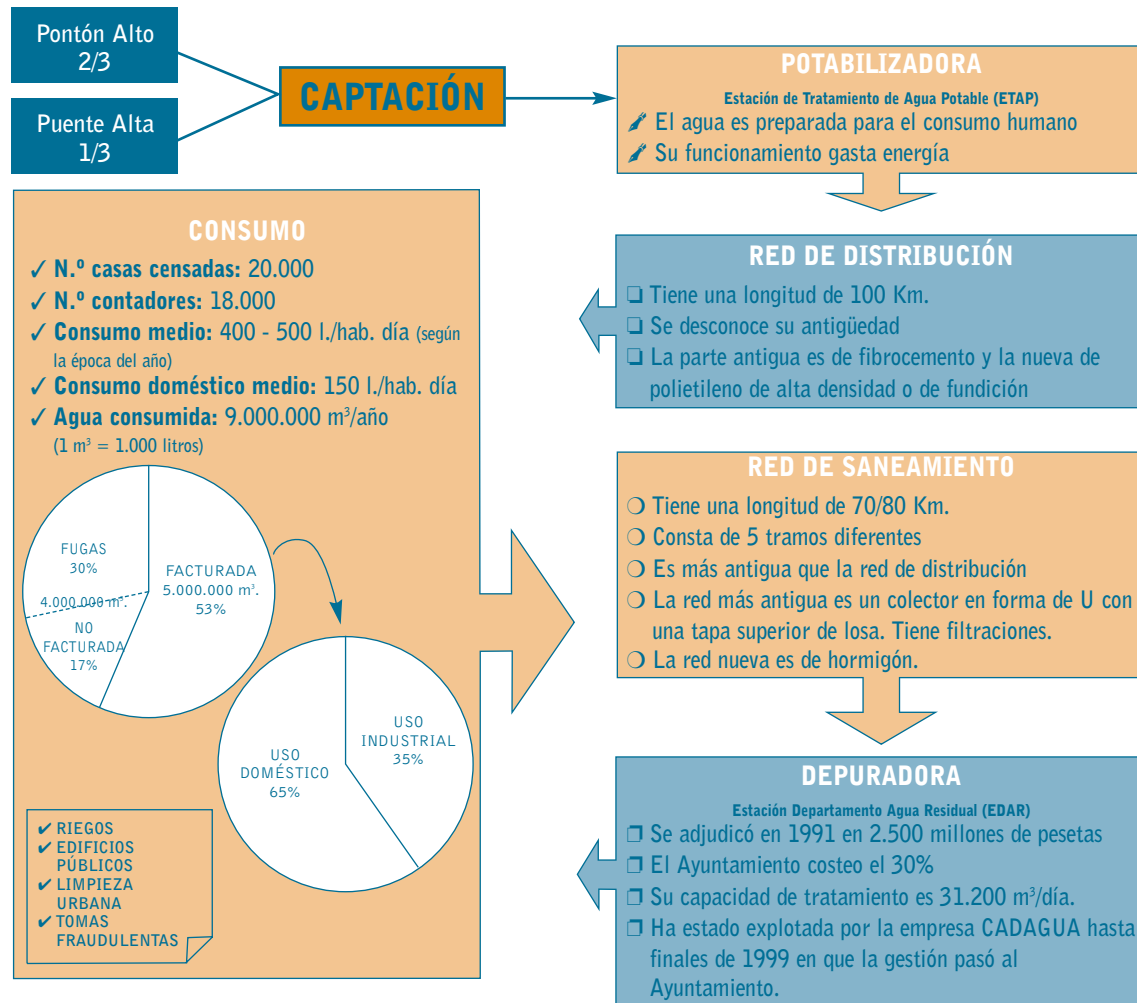 Pontón Alto
2/3
Puente Alta
1/3
CAPTACIÓN
POTABILIZADORA
Estación de Tratamiento de Agua Potable (ETAP)
El agua es preparada para el consumo humano
Su funcionamiento gasta energía
RED DE DISTRIBUCIÓN
❏ Tiene una longitud de 100 Km.
❏ Se desconoce su antigüedad
❏ La parte antigua es de fibrocemento y la nueva de
polietileno de alta densidad o de fundición
CONSUMO
✓ N.º casas censadas: 20.000
✓ N.º contadores: 18.000
✓ Consumo medio: 400 - 500 l./hab. día (según
la época del año)
✓ Consumo doméstico medio: 150 l./hab. día
✓ Agua consumida: 9.000.000 m³/año
(1 m³ = 1.000 litros)
FUGAS
30%
4.000.000 m³.
NO
FACTURADA
17%
FACTURADA
5.000.000 m³.
53%
USO
DOMÉSTICO
65%
USO
INDUSTRIAL
35%
✔ RIEGOS
✔ EDIFICIOS
PÚBLICOS
✔ LIMPIEZA
URBANA
✔ TOMAS
FRAUDULENTAS
RED DE SANEAMIENTO
❍ Tiene una longitud de 70/80 Km.
❍ Consta de 5 tramos diferentes
❍ Es más antigua que la red de distribución
❍ La red más antigua es un colector en forma de U con
una tapa superior de losa. Tiene filtraciones.
❍ La red nueva es de hormigón.
DEPURADORA
Estación Departamento Agua Residual (EDAR)
❐ Se adjudicó en 1991 en 2.500 millones de pesetas
❐ El Ayuntamiento costeo el 30%
❐ Su capacidad de tratamiento es 31.200 m³/día.
❐ Ha estado explotada por la empresa CADAGUA hasta
finales de 1999 en que la gestión pasó al
Ayuntamiento.